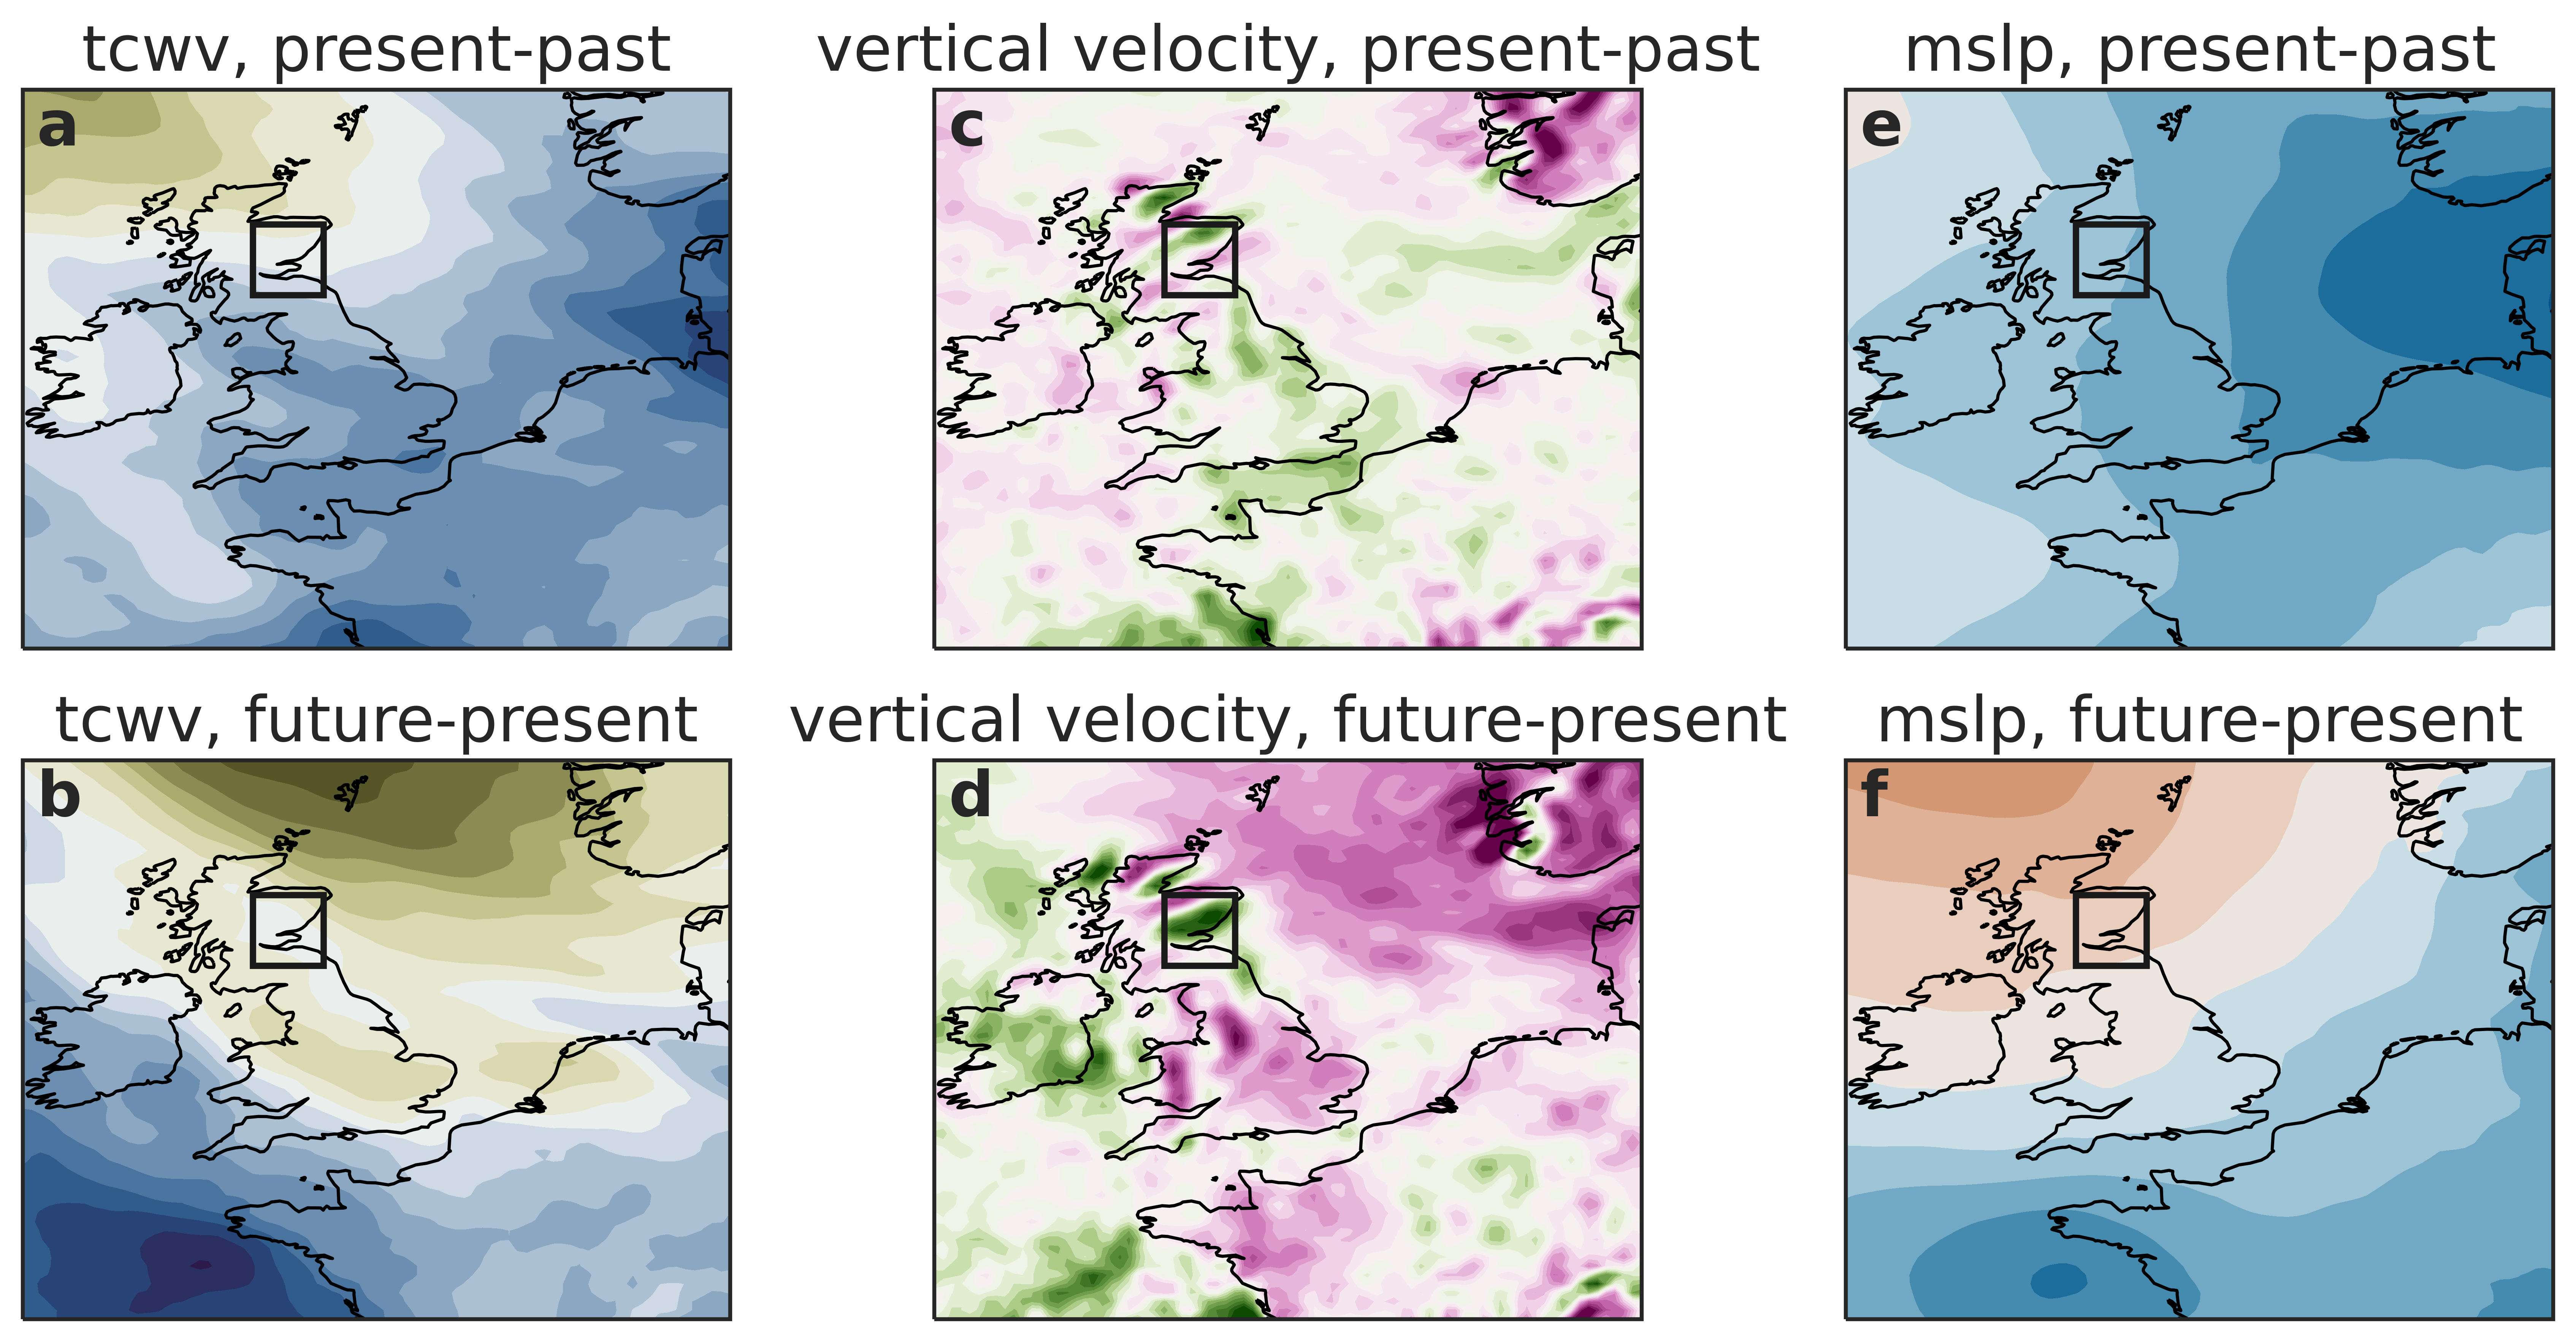 tcwv, present-past
vertical velocity, present-past
mslp, present-past
a
c
e
tcwv, future-present
vertical velocity, future-present
mslp, future-present
b
d
f